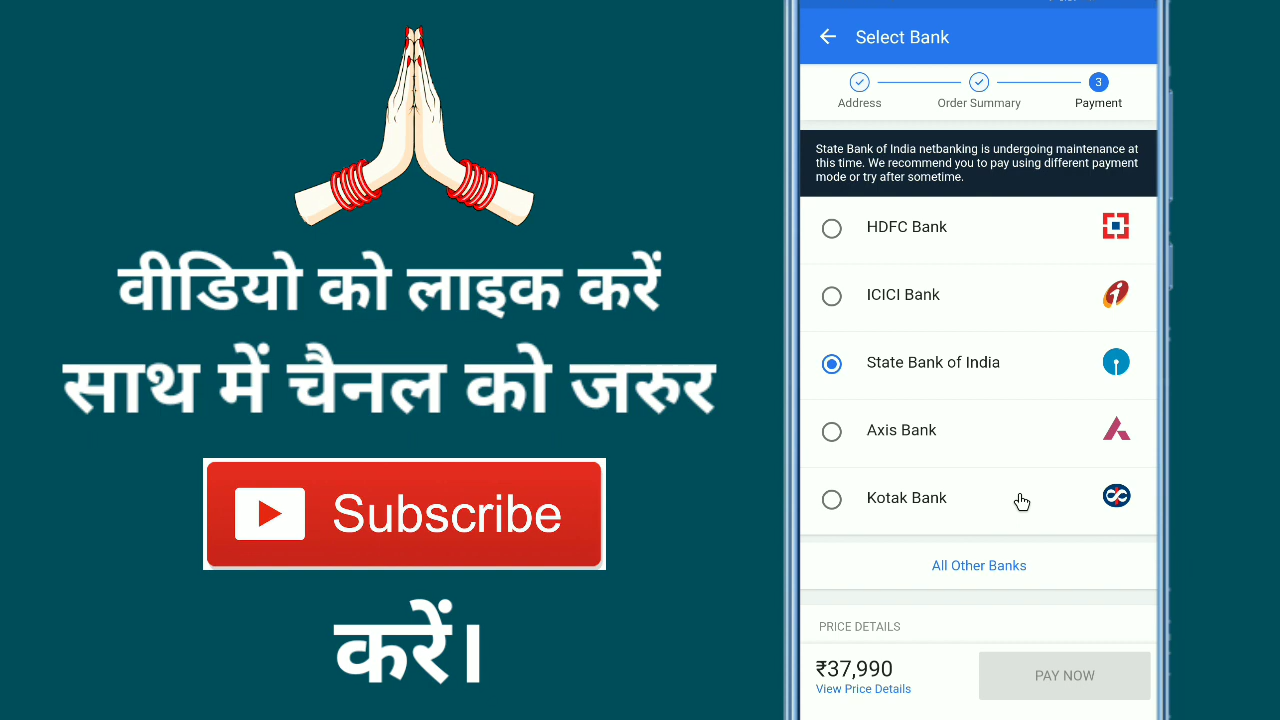 वीडियो को लाइक करें
साथ में चैनल को जरुर
Subscribe
करें।
Select Bank
3
Address
Order Summary
Payment
State Bank of India netbanking is undergoing maintenance at
this time. We recommend you to pay using different payment
mode or try after sometime.
HDFC Bank
ICICI Bank
State Bank of India
Axis Bank
Kotak Bank
All Other Banks
PRICE DETAILS
₹37,990
View Price Details
PAY NOW